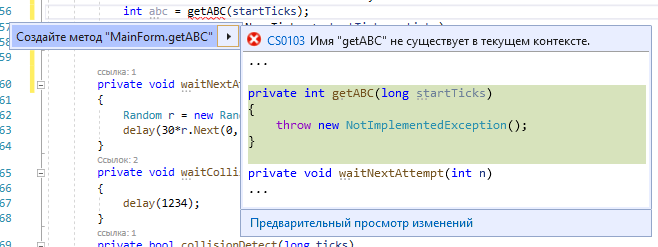 56 int abc = getABC(startTicks);
Создайте метод "MainForm.getABC"
CS0103 Имя "getABC" не существует в текущем контексте.
...
private int getABC(long startTicks)
{
throw new NotImplementedException();
}
private void waitNextAttempt(int n)
...
Предварительный просмотр изменений
ссылка: 1
60 private void waitNextA
61 {
62 Random r = new Ran
63 delay(30*r.Next(0,
64 }
Ссылок: 2
65 private void waitColli
66 {
67 delay(1234);
68 }
ссылка: 1
69 private bool collisionDetect(long ticks)